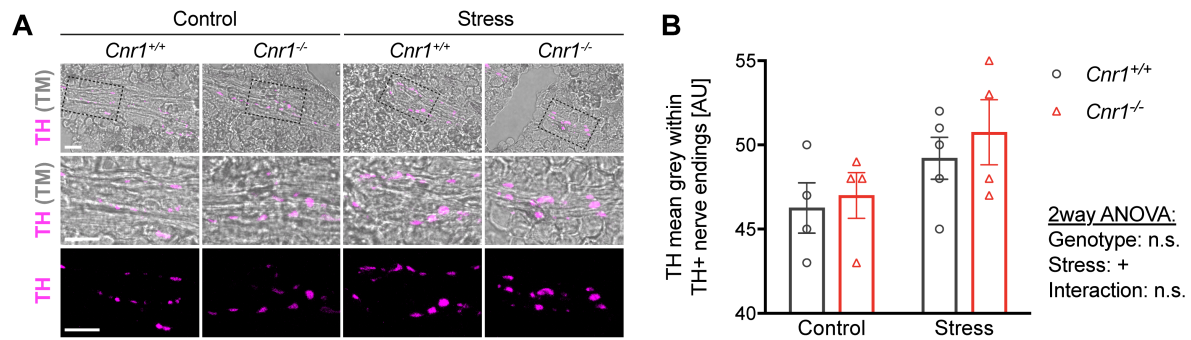 A
Control
Stress
Cnr1+/+
Cnr1-/-
Cnr1+/+
Cnr1-/-
TH (TM)
TH (TM)
TH
B
TH mean grey within
TH+ nerve endings [AU]
55
50
45
40
Control
Stress
Cnr1+/+
Cnr1-/-
2way ANOVA:
Genotype: n.s.
Stress: +
Interaction: n.s.